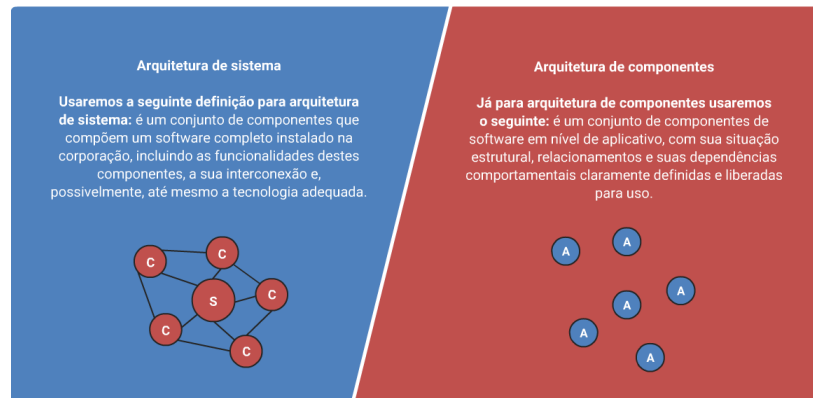 Arquitetura de sistema
Usaremos a seguinte definição para arquitetura
de sistema: é um conjunto de componentes que
compõem um software completo instalado na
corporação, incluindo as funcionalidades destes
componentes, a sua interconexão e,
possivelmente, até mesmo a tecnologia adequada.
C
C
S
C
C
C
Arquitetura de componentes
Já para arquitetura de componentes usaremos
o seguinte: é um conjunto de componentes de
software em nível de aplicativo, com sua situação
estrutural, relacionamentos e suas dependências
comportamentais claramente definidas e liberadas
para uso.
A
A
A
A
A
A